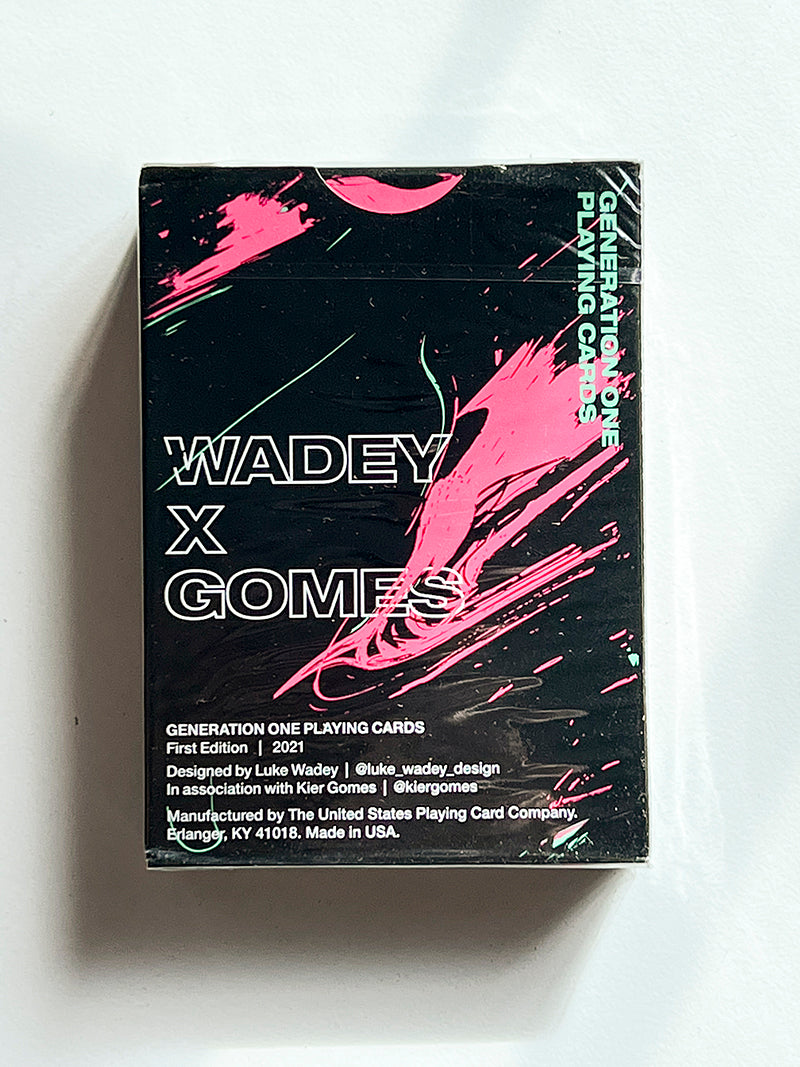 GENERATION ONE
PLAYING CARDS
WADEY
X
GOMES
GENERATION ONE PLAYING CARDS
First Edition | 2021
Designed by Luke Wadey | @luke_wadey_design
In association with Kier Gomes | @kiergomes
Manufactured by The United States Playing Card Company.
Erlanger, KY 41018. Made in USA.